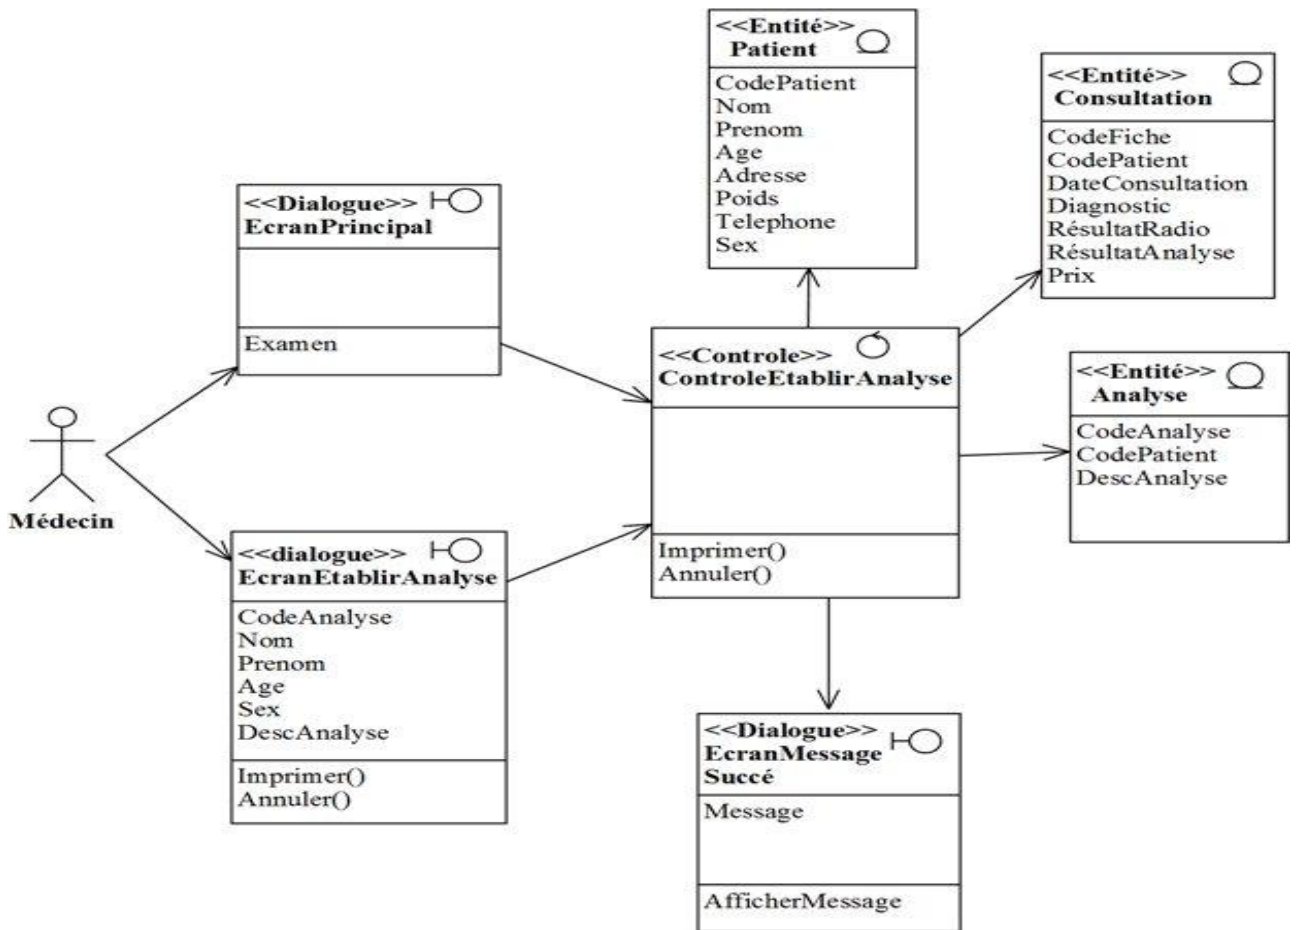 <<Entité>>
Patient
CodePatient
Nom
Prenom
Age
Adresse
Poids
Telephone
Sex
<<Entité>>
Consultation
CodeFiche
CodePatient
DateConsultation
Diagnostic
RésultatRadio
RésultatAnalyse
Prix
<<Dialogue>>
EcranPrincipal
Examen
<<Controle>>
ControleEtablirAnalyse
Imprimer()
Annuler()
<<Entité>>
Analyse
CodeAnalyse
CodePatient
DescAnalyse
Médecin
<<dialogue>>
EcranEtablirAnalyse
CodeAnalyse
Nom
Prenom
Age
Sex
DescAnalyse
Imprimer()
Annuler()
<<Dialogue>>
EcranMessage
Succé
Message
AfficherMessage